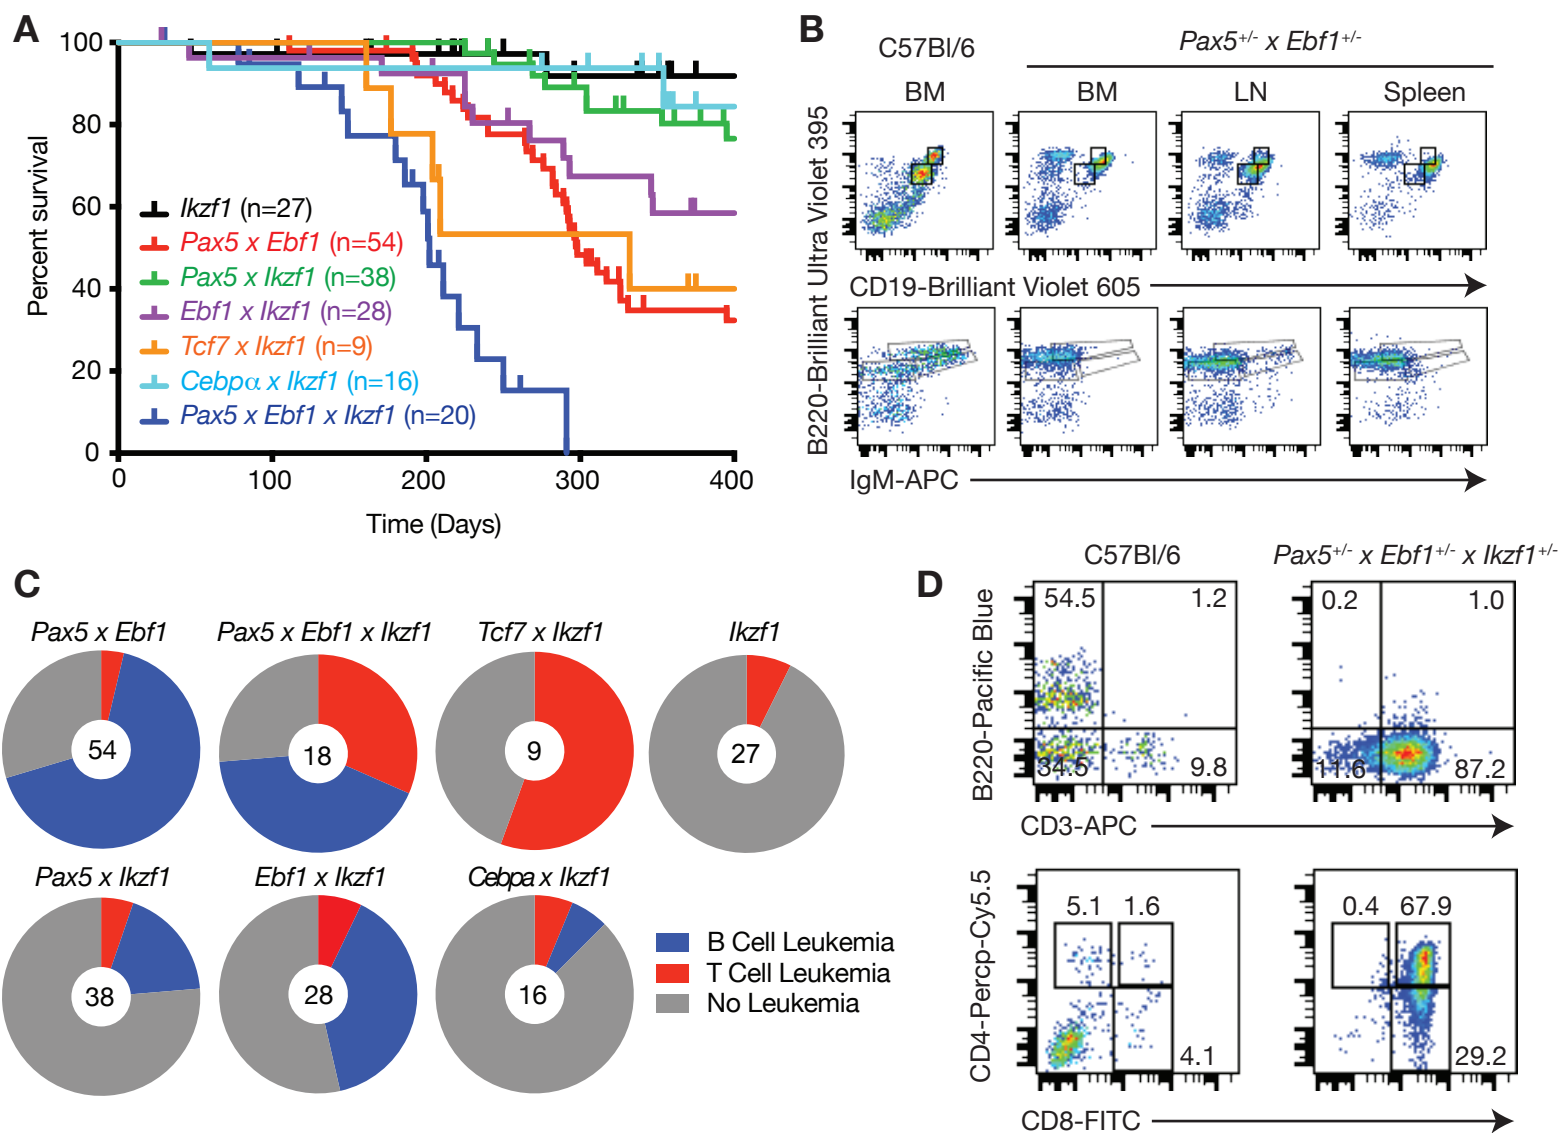 A
100
80
60
40
20
0
Percent survival
0 100 200 300 400
Time (Days)
Ikzf1 (n=27)
Pax5 x Ebf1 (n=54)
Pax5 x Ikzf1 (n=38)
Ebf1 x Ikzf1 (n=28)
Tcf7 x Ikzf1 (n=9)
Cebpα x Ikzf1 (n=16)
Pax5 x Ebf1 x Ikzf1 (n=20)
B
C57Bl/6 Pax5+/- x Ebf1+/-
BM BM LN Spleen
B220-Brilliant Ultra Violet 395
CD19-Brilliant Violet 605
IgM-APC
C
Pax5 x Ebf1 Pax5 x Ebf1 x Ikzf1 Tcf7 x Ikzf1 Ikzf1
54 18 9 27
Pax5 x Ikzf1 Ebf1 x Ikzf1 Cebpa x Ikzf1
38 28 16
B Cell Leukemia
T Cell Leukemia
No Leukemia
D
C57Bl/6 Pax5+/- x Ebf1+/- x Ikzf1+/-
B220-Pacific Blue
54.5 1.2 0.2 1.0
34.5 9.8 11.6 87.2
CD3-APC
CD4-Percp-Cy5.5
5.1 1.6 0.4 67.9
4.1 29.2
CD8-FITC